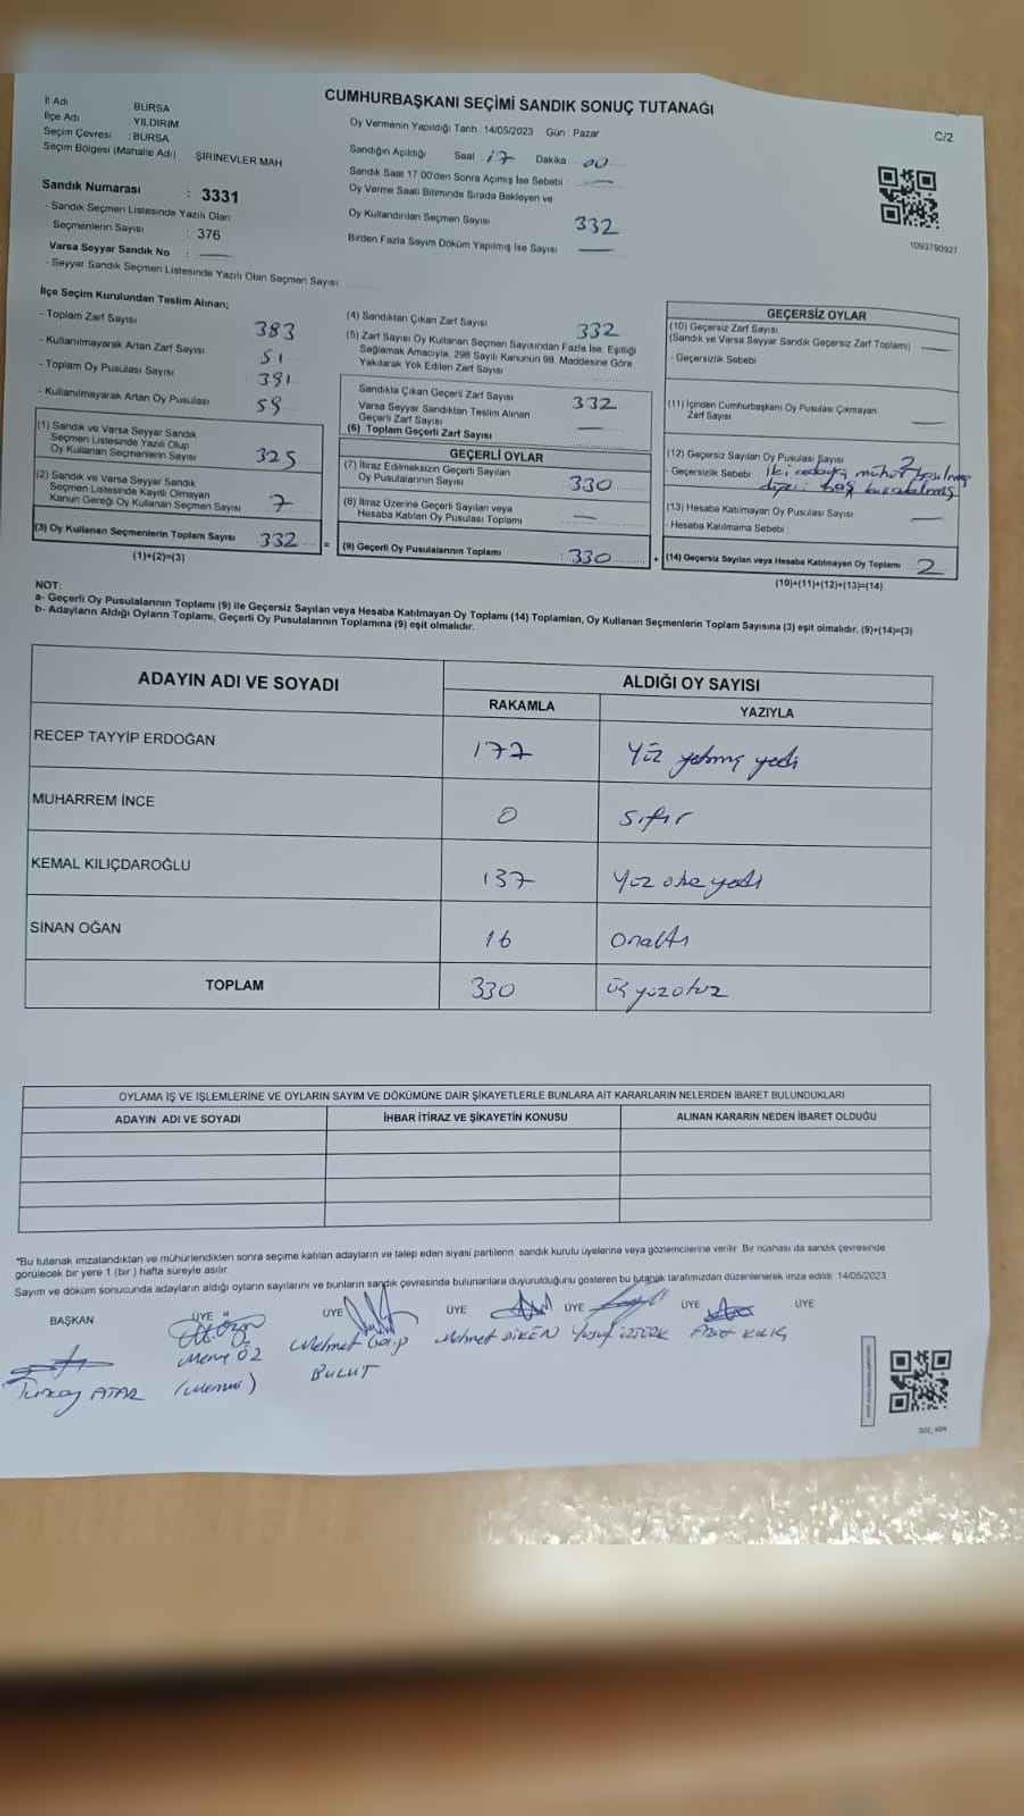 CUMHURBAŞKANI SEÇİMİ SANDIK SONUÇ TUTANAĞI
C/2
İl Adı : BURSA
İlçe Adı : YILDIRIM
Seçim Çevresi : BURSA
Seçim Bölgesi (Mahalle Adı) : ŞİRİNEVLER MAH
Sandık Numarası : 3331
- Sandık Seçmen Listesinde Yazılı Olan
Seçmenlerin Sayısı : 376
Varsa Seyyar Sandık No : —
- Seyyar Sandık Seçmen Listesinde Yazılı Olan Seçmen Sayısı
Oy Vermenin Yapıldığı Tarih : 14/05/2023 Gün : Pazar
Sandığın Açıldığı Saat : 17 Dakika : 00
Sandık Saat 17.00'den Sonra Açılmış İse Sebebi : —
Oy Verme Saati Bitiminde Sırada Bekleyen ve
Oy Kullandırılan Seçmen Sayısı 332
Birden Fazla Sayım Döküm Yapılmış İse Sayısı —
1093790927
İlçe Seçim Kurulundan Teslim Alınan;
- Toplam Zarf Sayısı 383
- Kullanılmayarak Artan Zarf Sayısı 51
- Toplam Oy Pusulası Sayısı 391
- Kullanılmayarak Artan Oy Pusulası 59
(1) Sandık ve Varsa Seyyar Sandık
Seçmen Listesinde Yazılı Olup
Oy Kullanan Seçmenlerin Sayısı 325
(2) Sandık ve Varsa Seyyar Sandık
Seçmen Listesinde Kayıtlı Olmayan
Kanun Gereği Oy Kullanan Seçmen Sayısı 7
(3) Oy Kullanan Seçmenlerin Toplam Sayısı 332 =
(1)+(2)=(3)
(4) Sandıktan Çıkan Zarf Sayısı 332
(5) Zarf Sayısı Oy Kullanan Seçmen Sayısından Fazla İse, Eşitliği
Sağlamak Amacıyla, 298 Sayılı Kanunun 98. Maddesine Göre
Yakılarak Yok Edilen Zarf Sayısı
Sandıkta Çıkan Geçerli Zarf Sayısı 332
Varsa Seyyar Sandıktan Teslim Alınan
Geçerli Zarf Sayısı —
(6) Toplam Geçerli Zarf Sayısı
GEÇERLİ OYLAR
(7) İtiraz Edilmeksizin Geçerli Sayılan
Oy Pusulalarının Sayısı 330
(8) İtiraz Üzerine Geçerli Sayılan veya
Hesaba Katılan Oy Pusulası Toplamı —
(9) Geçerli Oy Pusulalarının Toplamı : 330 +
GEÇERSİZ OYLAR
(10) Geçersiz Zarf Sayısı
(Sandık ve Varsa Seyyar Sandık Geçersiz Zarf Toplamı) —
- Geçersizlik Sebebi
(11) İçinden Cumhurbaşkanı Oy Pusulası Çıkmayan
Zarf Sayısı —
(12) Geçersiz Sayılan Oy Pusulası Sayısı 2
- Geçersizlik Sebebi : İki adaya mühür basılmış
diğeri boş bırakılmış
(13) Hesaba Katılmayan Oy Pusulası Sayısı —
- Hesaba Katılmama Sebebi :
(14) Geçersiz Sayılan veya Hesaba Katılmayan Oy Toplamı 2
(10)+(11)+(12)+(13)=(14)
NOT:
a- Geçerli Oy Pusulalarının Toplamı (9) ile Geçersiz Sayılan veya Hesaba Katılmayan Oy Toplamı (14) Toplamları, Oy Kullanan Seçmenlerin Toplam Sayısına (3) eşit olmalıdır. (9)+(14)=(3)
b- Adayların Aldığı Oyların Toplamı, Geçerli Oy Pusulalarının Toplamına (9) eşit olmalıdır.
ADAYIN ADI VE SOYADI
ALDIĞI OY SAYISI
RAKAMLA YAZIYLA
RECEP TAYYİP ERDOĞAN 177 Yüz yetmiş yedi
MUHARREM İNCE 0 sıfır
KEMAL KILIÇDAROĞLU 137 Yüz otuz yedi
SİNAN OĞAN 16 onaltı
TOPLAM 330 üç yüzotuz
OYLAMA İŞ VE İŞLEMLERİNE VE OYLARIN SAYIM VE DÖKÜMÜNE DAİR ŞİKAYETLERLE BUNLARA AİT KARARLARIN NELERDEN İBARET BULUNDUKLARI
ADAYIN ADI VE SOYADI İHBAR İTİRAZ VE ŞİKAYETİN KONUSU ALINAN KARARIN NEDEN İBARET OLDUĞU
*Bu tutanak imzalandıktan ve mühürlendikten sonra seçime katılan adayların ve talep eden siyasi partilerin sandık kurulu üyelerine veya gözlemcilerine verilir. Bir nüshası da sandık çevresinde
görülecek bir yere 1 (bir) hafta süreyle asılır.
Sayım ve döküm sonucunda adayların aldığı oyların sayılarını ve bunların sandık çevresinde bulunanlara duyurulduğunu gösteren bu tutanak tarafımızdan düzenlenerek imza edildi. 14/05/2023
BAŞKAN ÜYE ÜYE ÜYE ÜYE ÜYE ÜYE
Turkay ATAR
Merve ÖZ
(Memur)
Mehmet Galip
BULUT
Mehmet DİKEN
Yusuf ÖZTÜRK
KILIÇ